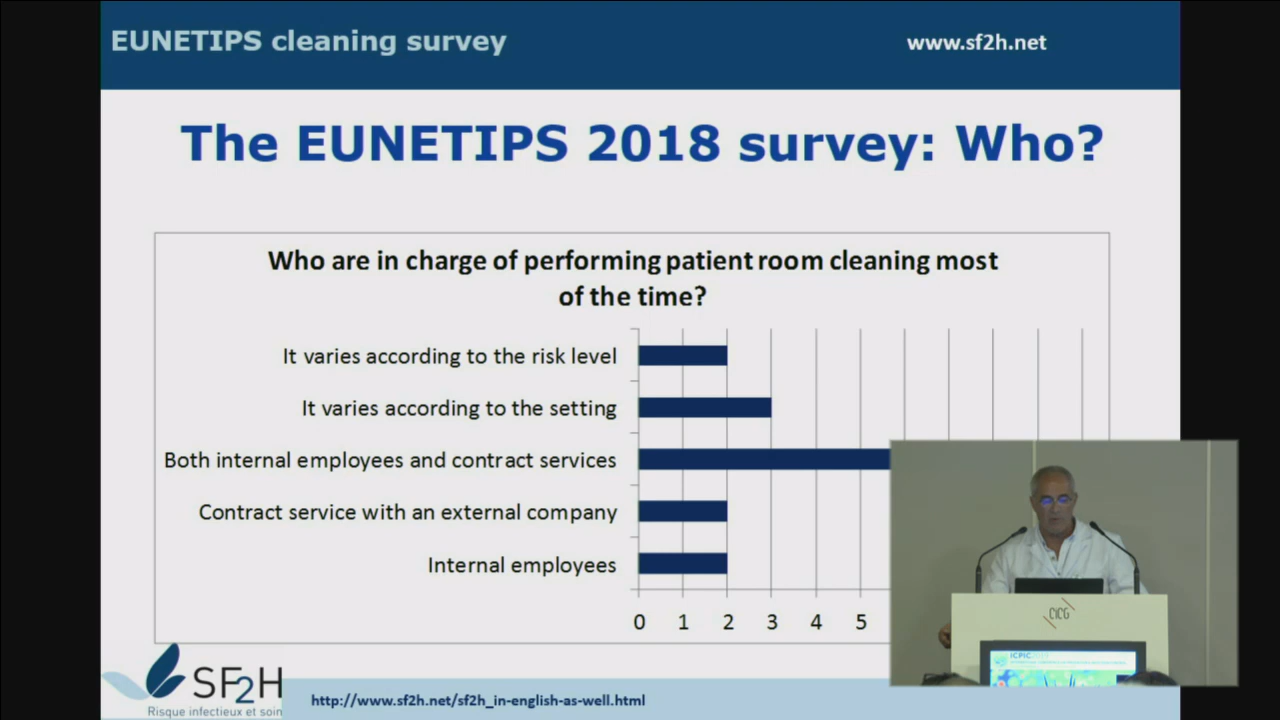 EUNETIPS cleaning survey
www.sf2h.net
The EUNETIPS 2018 survey: Who?
Who are in charge of performing patient room cleaning most
of the time?
It varies according to the risk level
It varies according to the setting
Both internal employees and contract services
Contract service with an external company
Internal employees
0 1 2 3 4 5
SF2H
Risque infectieux et soin
http://www.sf2h.net/sf2h_in-english-as-well.html
CICG
ICPIC